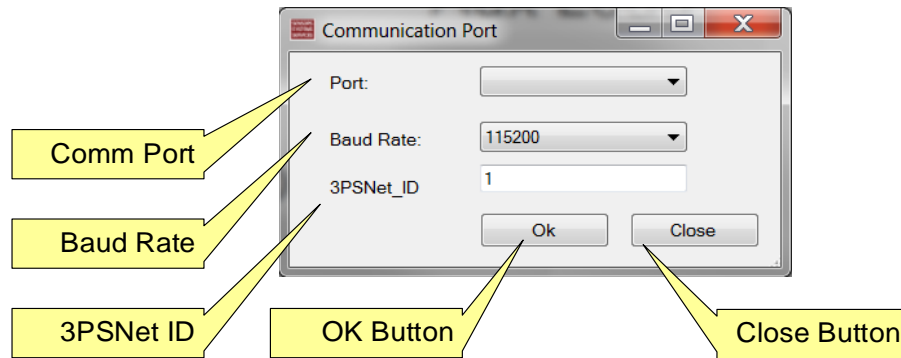 Communication Port
Port:
Comm Port
Baud Rate: 115200
3PSNet_ID 1
Baud Rate
Ok Close
3PSNet ID OK Button Close Button